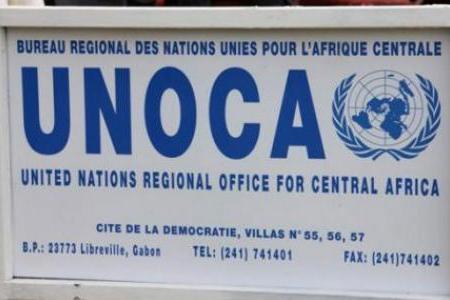 BUREAU REGIONAL DES NATIONS UNIES POUR L'AFRIQUE CENTRALE
UNOCA
UNITED NATIONS REGIONAL OFFICE FOR CENTRAL AFRICA
CITE DE LA DEMOCRATIE, VILLAS N° 55, 56, 57
B.P.: 23773 Libreville, Gabon TEL: (241) 741401 FAX: (241)741402